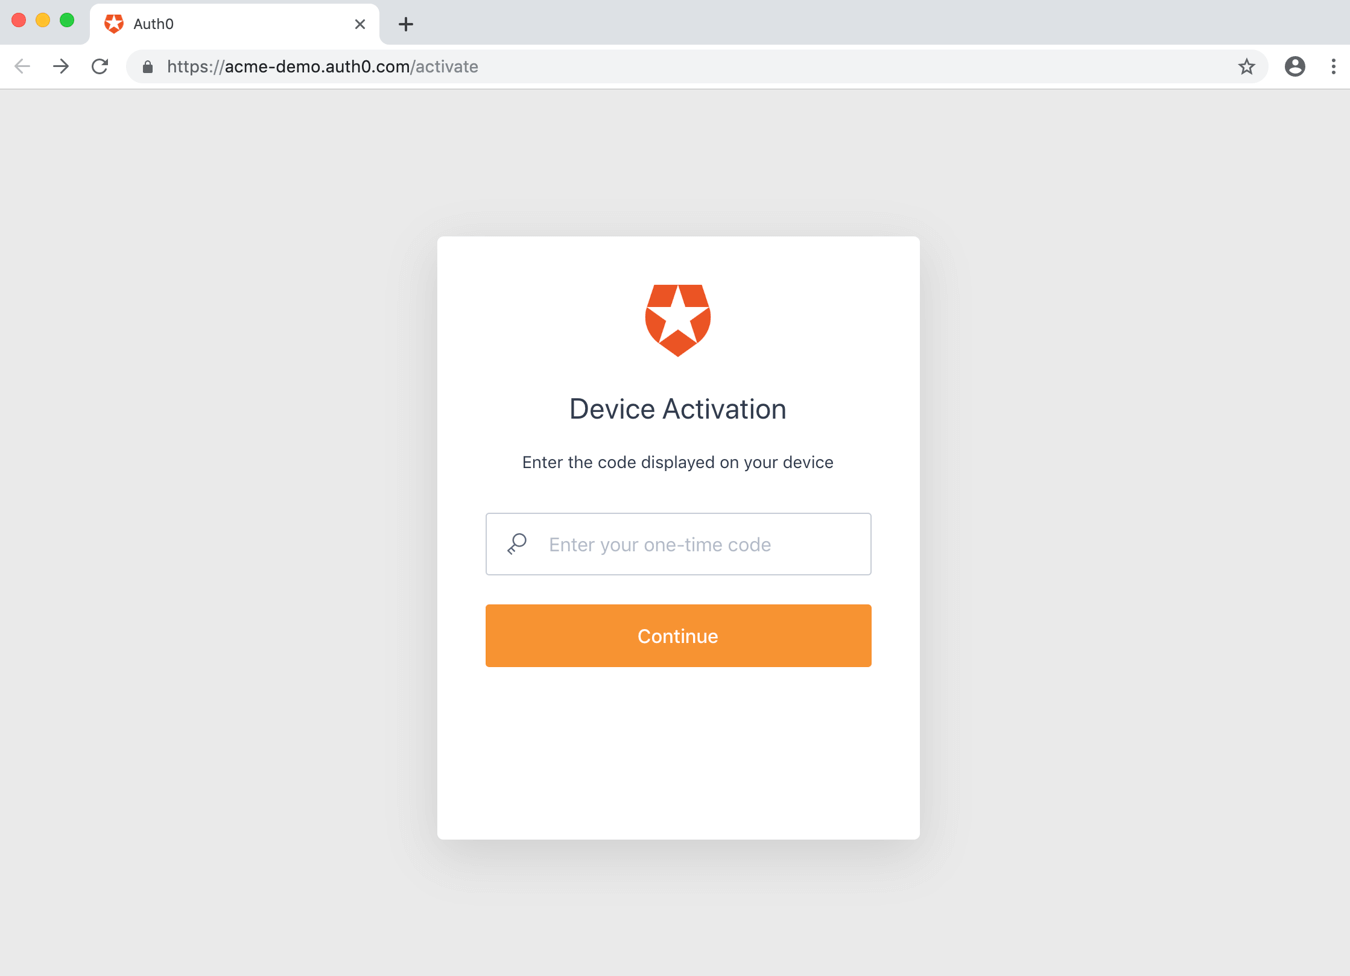 Auth0
https://acme-demo.auth0.com/activate
Device Activation
Enter the code displayed on your device
Enter your one-time code
Continue